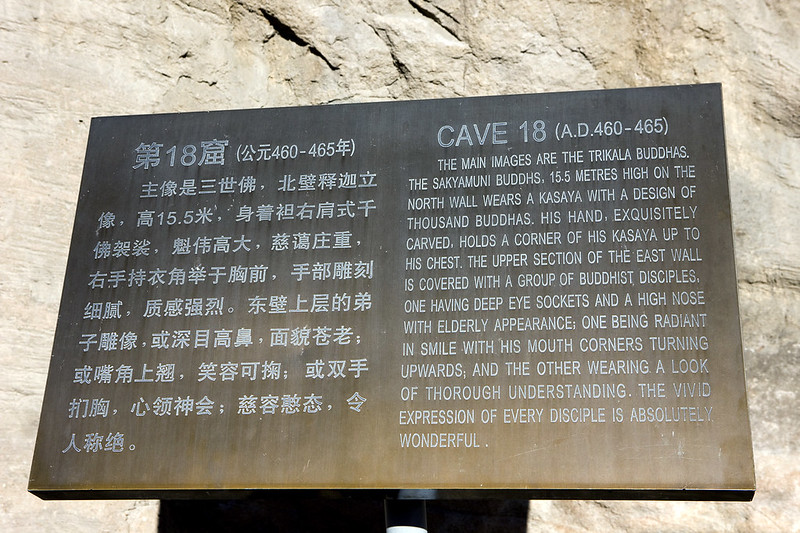 第18窟 (公元460-465年)
主像是三世佛，北壁释迦立
像，高15.5米，身着袒右肩式千
佛袈裟，魁伟高大，慈蔼庄重，
右手持衣角举于胸前，手部雕刻
细腻，质感强烈。东壁上层的弟
子雕像，或深目高鼻，面貌苍老；
或嘴角上翘，笑容可掬；或双手
扪胸，心领神会；慈容憨态，令
人称绝。
CAVE 18 (A.D.460-465)
THE MAIN IMAGES ARE THE TRIKALA BUDDHAS.
THE SAKYAMUNI BUDDHS, 15.5 METRES HIGH ON THE
NORTH WALL WEARS A KASAYA WITH A DESIGN OF
THOUSAND BUDDHAS. HIS HAND, EXQUISITELY
CARVED, HOLDS A CORNER OF HIS KASAYA UP TO
HIS CHEST. THE UPPER SECTION OF THE EAST WALL
IS COVERED WITH A GROUP OF BUDDHIST DISCIPLES,
ONE HAVING DEEP EYE SOCKETS AND A HIGH NOSE
WITH ELDERLY APPEARANCE; ONE BEING RADIANT
IN SMILE WITH HIS MOUTH CORNERS TURNING
UPWARDS; AND THE OTHER WEARING A LOOK
OF THOROUGH UNDERSTANDING. THE VIVID
EXPRESSION OF EVERY DISCIPLE IS ABSOLUTELY
WONDERFUL .